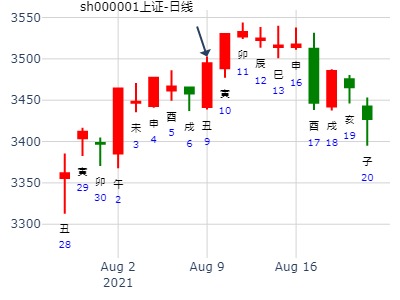 sh000001上证-日线
3550
3500
3450
3400
3350
3300
丑
28
寅
29
卯
30
午
2
未
3
申
4
酉
5
戌
6
丑
9
寅
10
卯
11
辰
12
巳
13
申
16
酉
17
戌
18
亥
19
子
20
Aug 2
2021
Aug 9
Aug 16